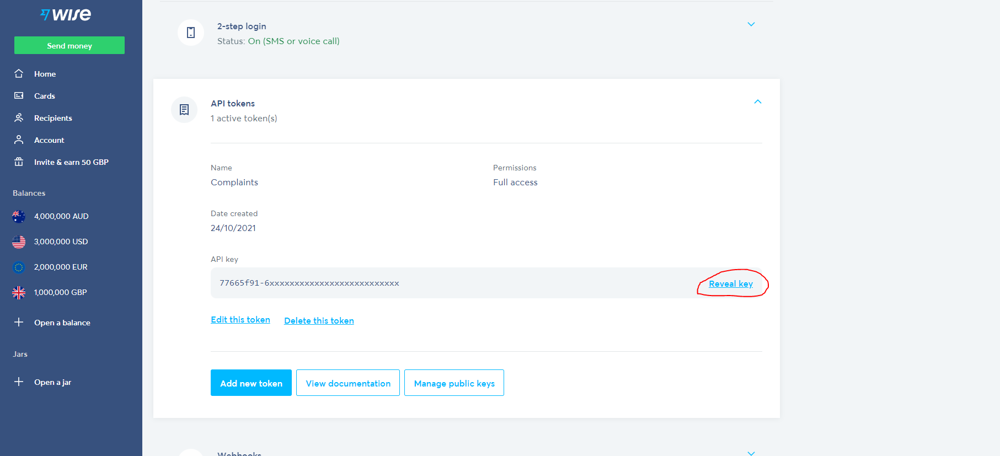 wise
Send money
Home
Cards
Recipients
Account
Invite & earn 50 GBP
Balances
4,000,000 AUD
3,000,000 USD
2,000,000 EUR
1,000,000 GBP
Open a balance
Jars
Open a jar
2-step login
Status: On (SMS or voice call)
API tokens
1 active token(s)
Name
Permissions
Complaints
Full access
Date created
24/10/2021
API key
77665f91-6xxxxxxxxxxxxxxxxxxxxxxxxxx
Reveal key
Edit this token
Delete this token
Add new token
View documentation
Manage public keys
Webhooks